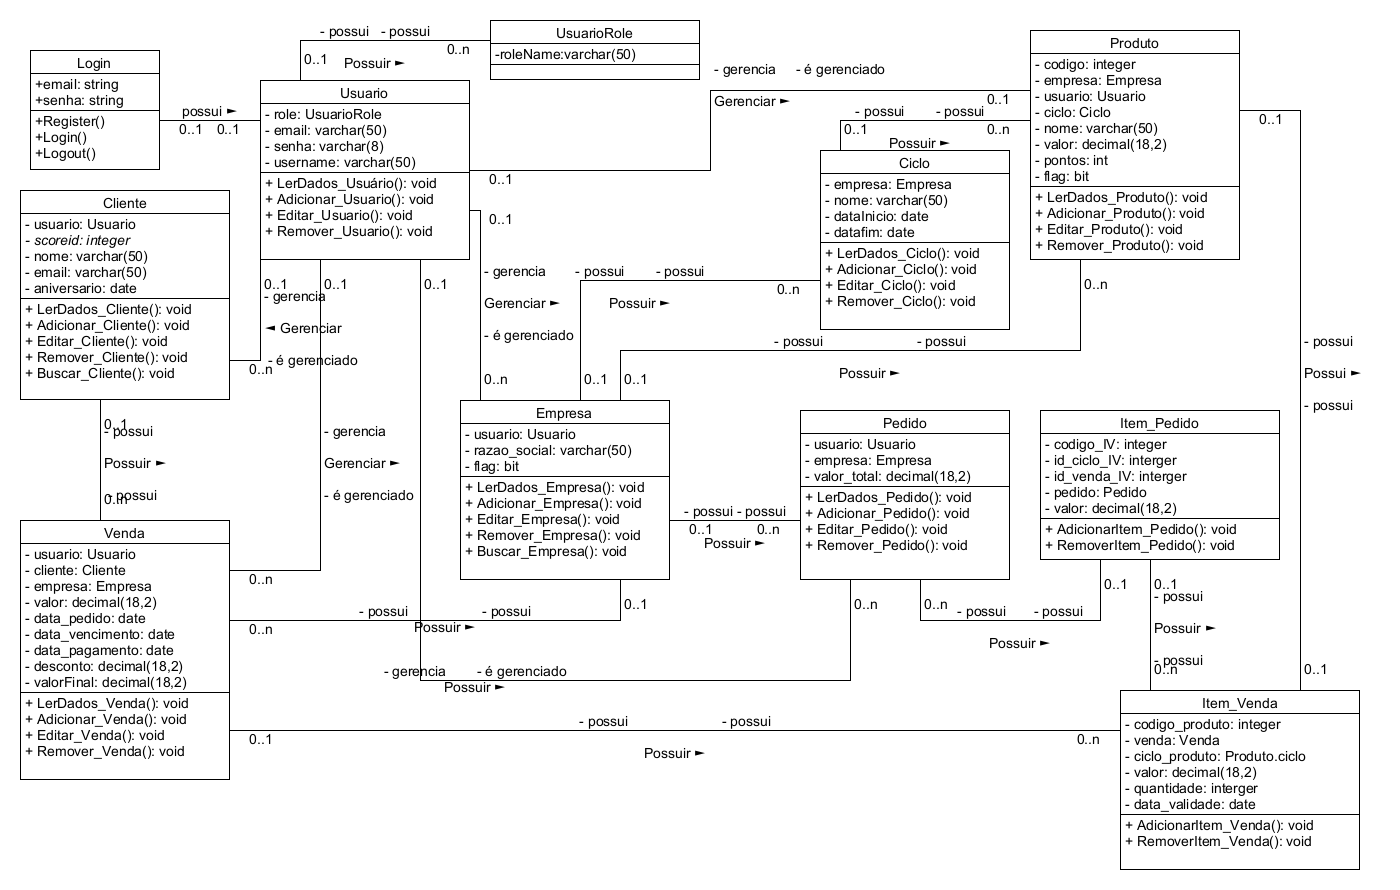 - possui - possui
0..1
0..n
Possuir ►
UsuarioRole
-roleName:varchar(50)
Login
+email: string
+senha: string
+Register()
+Login()
+Logout()
possui ►
0..1 0..1
Usuario
- role: UsuarioRole
- email: varchar(50)
- senha: varchar(8)
- username: varchar(50)
+ LerDados_Usuário(): void
+ Adicionar_Usuario(): void
+ Editar_Usuario(): void
+ Remover_Usuario(): void
- gerencia - é gerenciado
Gerenciar ►
0..1
0..1
- possui - possui
0..1
0..n
Possuir ►
Produto
- codigo: integer
- empresa: Empresa
- usuario: Usuario
- ciclo: Ciclo
- nome: varchar(50)
- valor: decimal(18,2)
- pontos: int
- flag: bit
+ LerDados_Produto(): void
+ Adicionar_Produto(): void
+ Editar_Produto(): void
+ Remover_Produto(): void
0..1
Ciclo
- empresa: Empresa
- nome: varchar(50)
- dataInicio: date
- datafim: date
+ LerDados_Ciclo(): void
+ Adicionar_Ciclo(): void
+ Editar_Ciclo(): void
+ Remover_Ciclo(): void
Cliente
- usuario: Usuario
- scoreid: integer
- nome: varchar(50)
- email: varchar(50)
- aniversario: date
+ LerDados_Cliente(): void
+ Adicionar_Cliente(): void
+ Editar_Cliente(): void
+ Remover_Cliente(): void
+ Buscar_Cliente(): void
0..1
- gerencia
◄ Gerenciar
- é gerenciado
0..n
0..1
- gerencia
Gerenciar ►
- é gerenciado
0..n
0..1
0..1
- gerencia
Gerenciar ►
- é gerenciado
0..n
- possui - possui
0..n
Possuir ►
0..1
0..n
- possui - possui
Possuir ►
0..1
- possui
Possui ►
- possui
0..1
0..1
- possui
Possuir ►
- possui
0..n
Empresa
- usuario: Usuario
- razao_social: varchar(50)
- flag: bit
+ LerDados_Empresa(): void
+ Adicionar_Empresa(): void
+ Editar_Empresa(): void
+ Remover_Empresa(): void
+ Buscar_Empresa(): void
- possui - possui
0..1 0..n
Possuir ►
Pedido
- usuario: Usuario
- empresa: Empresa
- valor_total: decimal(18,2)
+ LerDados_Pedido(): void
+ Adicionar_Pedido(): void
+ Editar_Pedido(): void
+ Remover_Pedido(): void
Item_Pedido
- codigo_IV: integer
- id_ciclo_IV: interger
- id_venda_IV: interger
- pedido: Pedido
- valor: decimal(18,2)
+ AdicionarItem_Pedido(): void
+ RemoverItem_Pedido(): void
Venda
- usuario: Usuario
- cliente: Cliente
- empresa: Empresa
- valor: decimal(18,2)
- data_pedido: date
- data_vencimento: date
- data_pagamento: date
- desconto: decimal(18,2)
- valorFinal: decimal(18,2)
+ LerDados_Venda(): void
+ Adicionar_Venda(): void
+ Editar_Venda(): void
+ Remover_Venda(): void
0..1
- possui - possui
0..n
Possuir ►
0..n
- gerencia - é gerenciado
Possuir ►
0..n
0..1
- possui - possui
Possuir ►
0..1
- possui
Possuir ►
- possui
0..n
- possui - possui
0..1
0..n
Possuir ►
Item_Venda
- codigo_produto: integer
- venda: Venda
- ciclo_produto: Produto.ciclo
- valor: decimal(18,2)
- quantidade: interger
- data_validade: date
+ AdicionarItem_Venda(): void
+ RemoverItem_Venda(): void